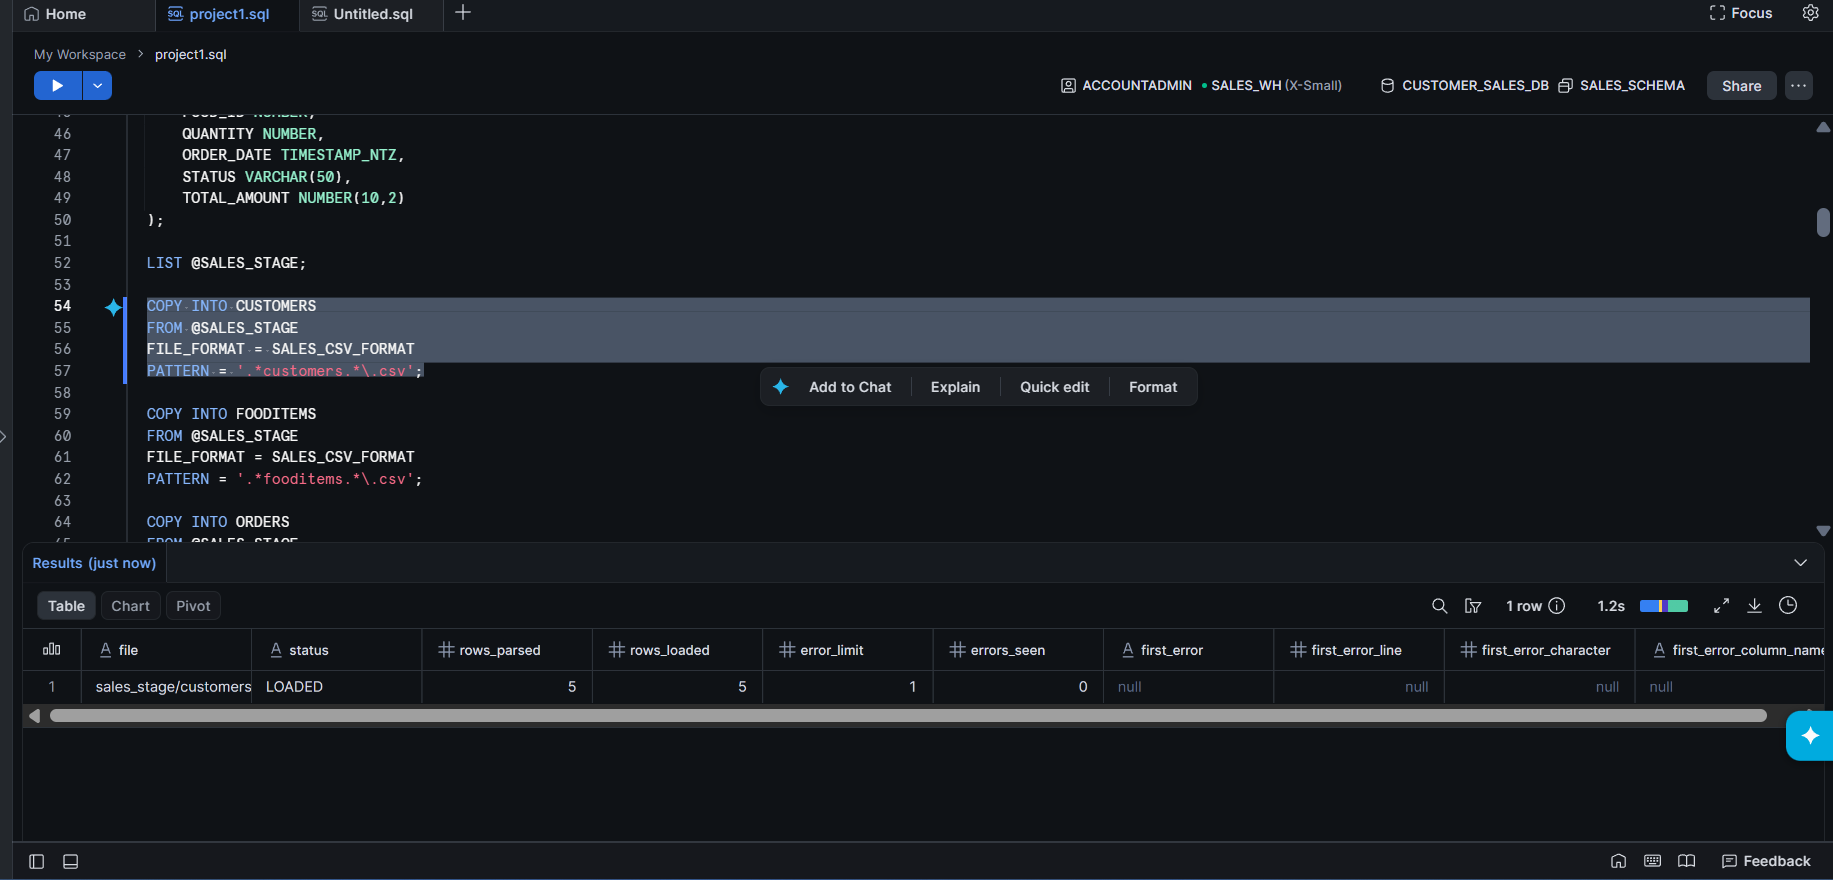 Home
project1.sql
Untitled.sql
Focus
My Workspace > project1.sql
ACCOUNTADMIN • SALES_WH (X-Small)
CUSTOMER_SALES_DB
SALES_SCHEMA
Share
46 QUANTITY NUMBER,
47 ORDER_DATE TIMESTAMP_NTZ,
48 STATUS VARCHAR(50),
49 TOTAL_AMOUNT NUMBER(10,2)
50 );
51
52 LIST @SALES_STAGE;
53
54 COPY INTO CUSTOMERS
55 FROM @SALES_STAGE
56 FILE_FORMAT = SALES_CSV_FORMAT
57 PATTERN = '.*customers.*\.csv';
Add to Chat
Explain
Quick edit
Format
58
59 COPY INTO FOODITEMS
60 FROM @SALES_STAGE
61 FILE_FORMAT = SALES_CSV_FORMAT
62 PATTERN = '.*fooditems.*\.csv';
63
64 COPY INTO ORDERS
Results (just now)
Table
Chart
Pivot
1 row
1.2s
file status rows_parsed rows_loaded error_limit errors_seen first_error first_error_line first_error_character first_error_column_name
1 sales_stage/customers LOADED 5 5 1 0 null null null null
Feedback